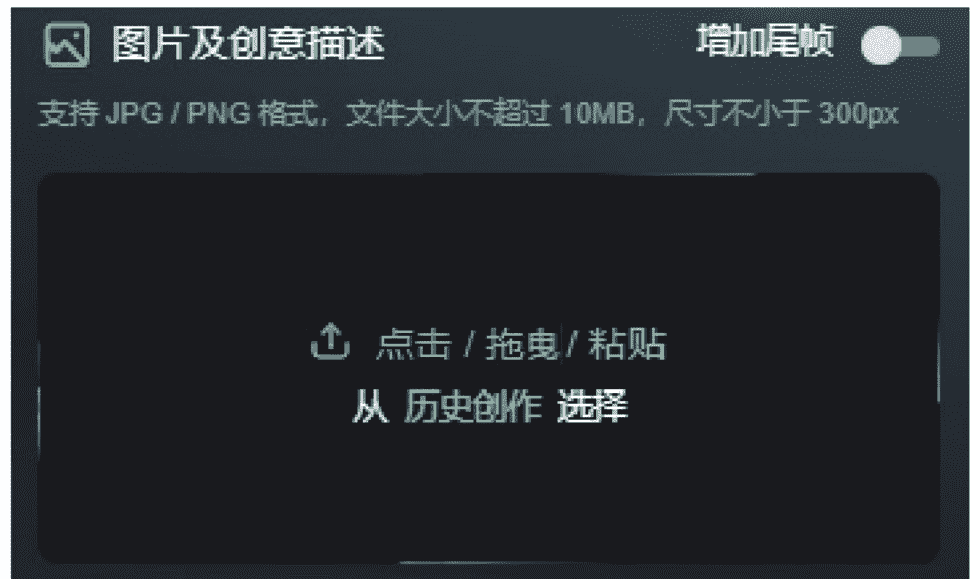 图片及创意描述 增加尾帧
支持 JPG / PNG 格式，文件大小不超过 10MB，尺寸不小于 300px
点击 / 拖曳 / 粘贴
从 历史创作 选择